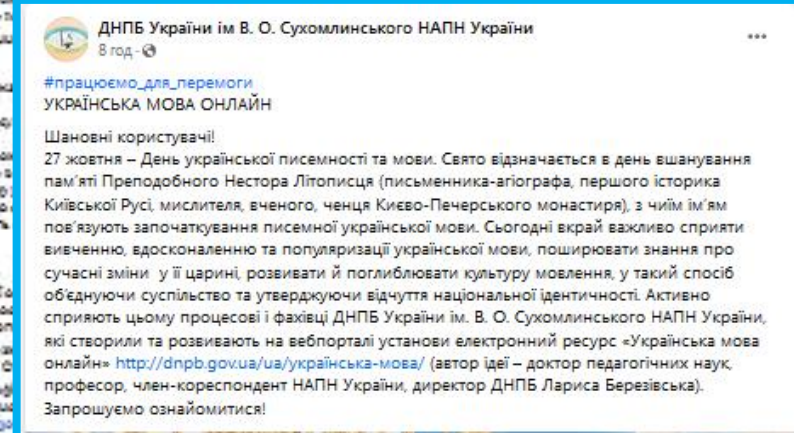 ДНПБ України ім В. О. Сухомлинського НАПН України
8 год ·
#працюємо_для_перемоги
УКРАЇНСЬКА МОВА ОНЛАЙН
Шановні користувачі!
27 жовтня – День української писемності та мови. Свято відзначається в день вшанування
пам'яті Преподобного Нестора Літописця (письменника-агіографа, першого історика
Київської Русі, мислителя, вченого, ченця Києво-Печерського монастиря), з чиїм ім'ям
пов'язують започаткування писемної української мови. Сьогодні вкрай важливо сприяти
вивченню, вдосконаленню та популяризації української мови, поширювати знання про
сучасні зміни у її царині, розвивати й поглиблювати культуру мовлення, у такий спосіб
об'єднуючи суспільство та утверджуючи відчуття національної ідентичності. Активно
сприяють цьому процесові і фахівці ДНПБ України ім. В. О. Сухомлинського НАПН України,
які створили та розвивають на вебпорталі установи електронний ресурс «Українська мова
онлайн» http://dnpb.gov.ua/ua/українська-мова/ (автор ідеї – доктор педагогічних наук,
професор, член-кореспондент НАПН України, директор ДНПБ Лариса Березівська).
Запрошуємо ознайомитися!